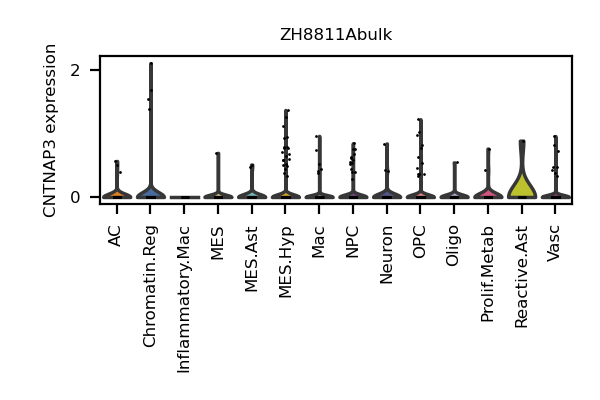 ZH8811Abulk
CNTNAP3 expression
2
0
AC
Chromatin.Reg
Inflammatory.Mac
MES
MES.Ast
MES.Hyp
Mac
NPC
Neuron
OPC
Oligo
Prolif.Metab
Reactive.Ast
Vasc